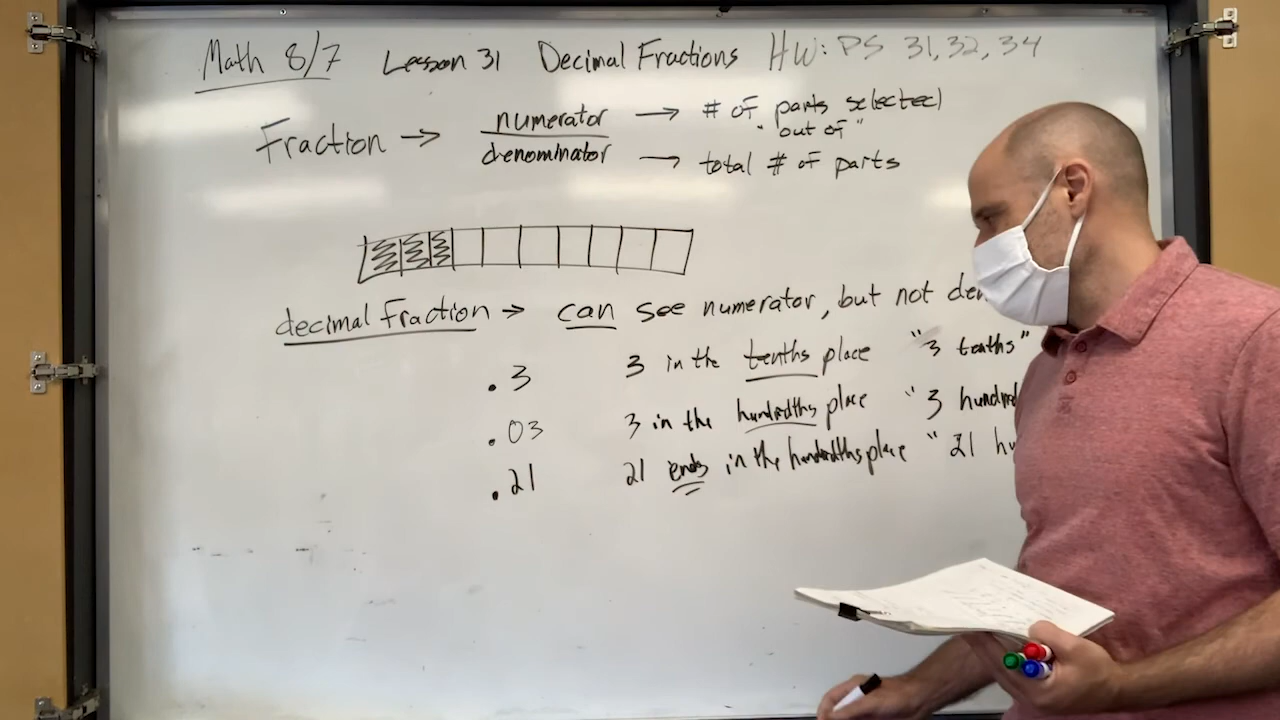 Math 8/7 Lesson 31 Decimal Fractions HW: PS 31, 32, 34
Fraction → numerator → # of parts selected
"out of"
denominator → total # of parts
decimal fraction → can see numerator, but not den
.3 3 in the tenths place "3 tenths"
.03 3 in the hundredths place "3 hundred
.21 21 ends in the hundredths place "21 hu